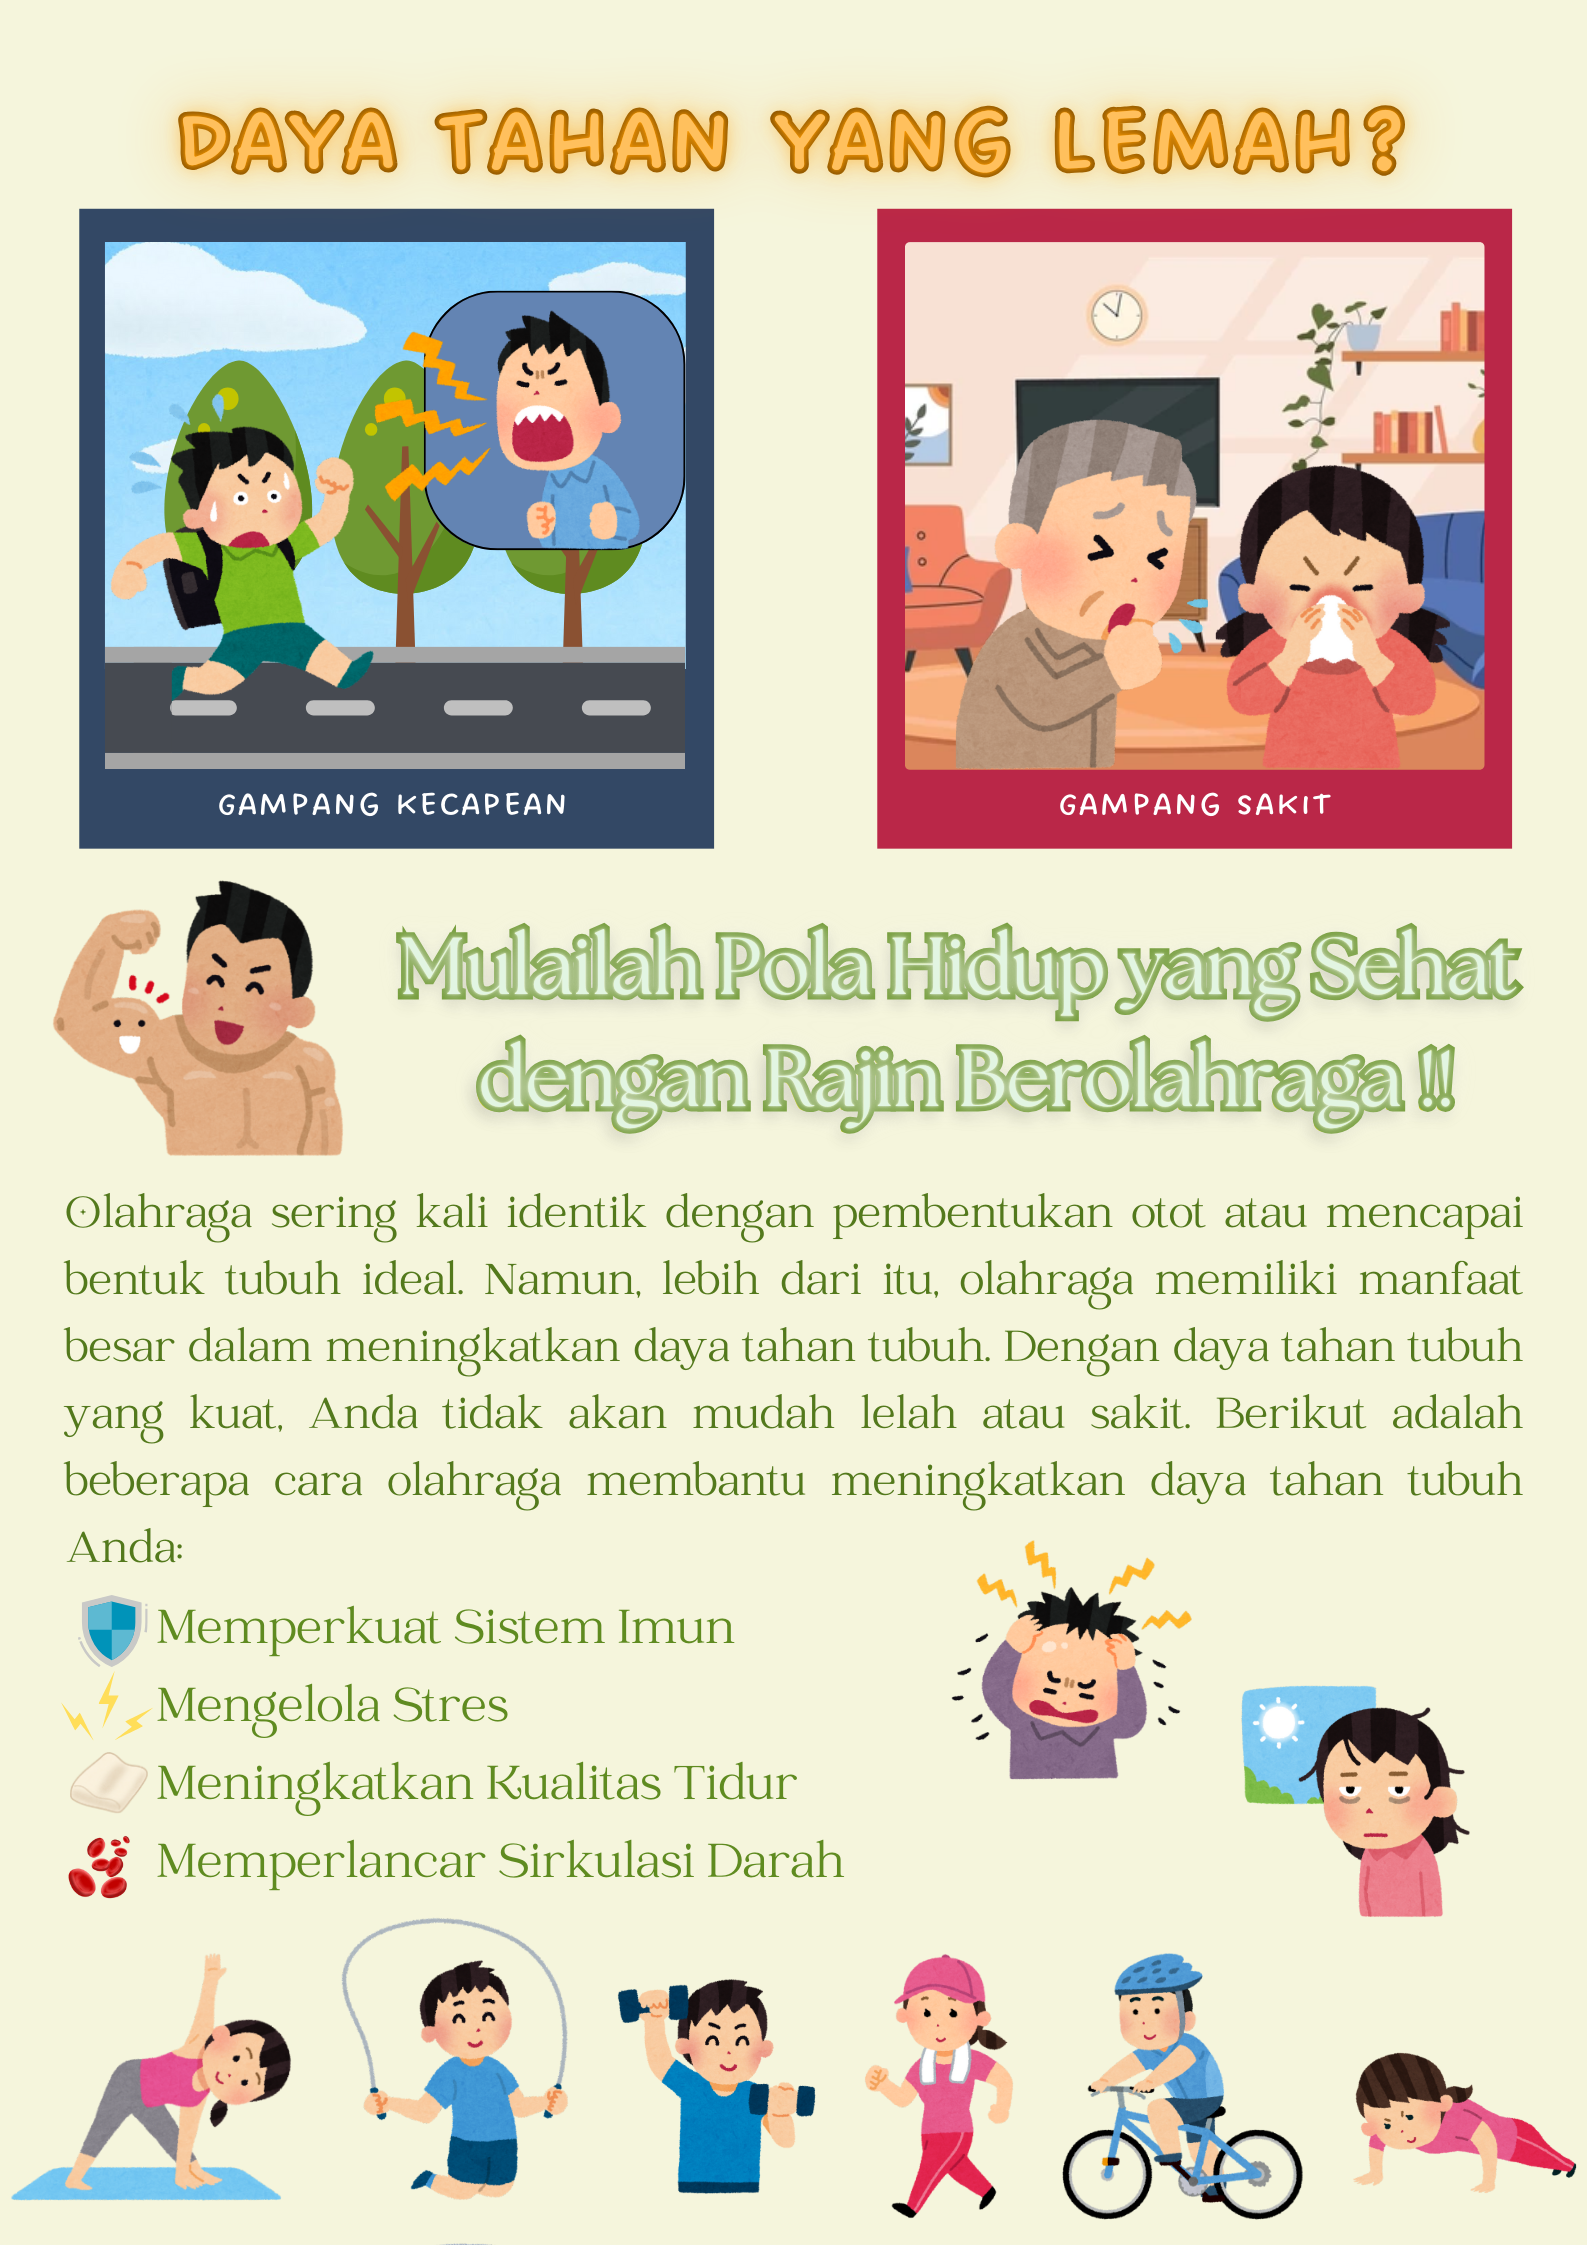 DAYA TAHAN YANG LEMAH?
GAMPANG KECAPEAN
GAMPANG SAKIT
Mulailah Pola Hidup yang Sehat
dengan Rajin Berolahraga !!
Olahraga sering kali identik dengan pembentukan otot atau mencapai
bentuk tubuh ideal. Namun, lebih dari itu, olahraga memiliki manfaat
besar dalam meningkatkan daya tahan tubuh. Dengan daya tahan tubuh
yang kuat, Anda tidak akan mudah lelah atau sakit. Berikut adalah
beberapa cara olahraga membantu meningkatkan daya tahan tubuh
Anda:
Memperkuat Sistem Imun
Mengelola Stres
Meningkatkan Kualitas Tidur
Memperlancar Sirkulasi Darah